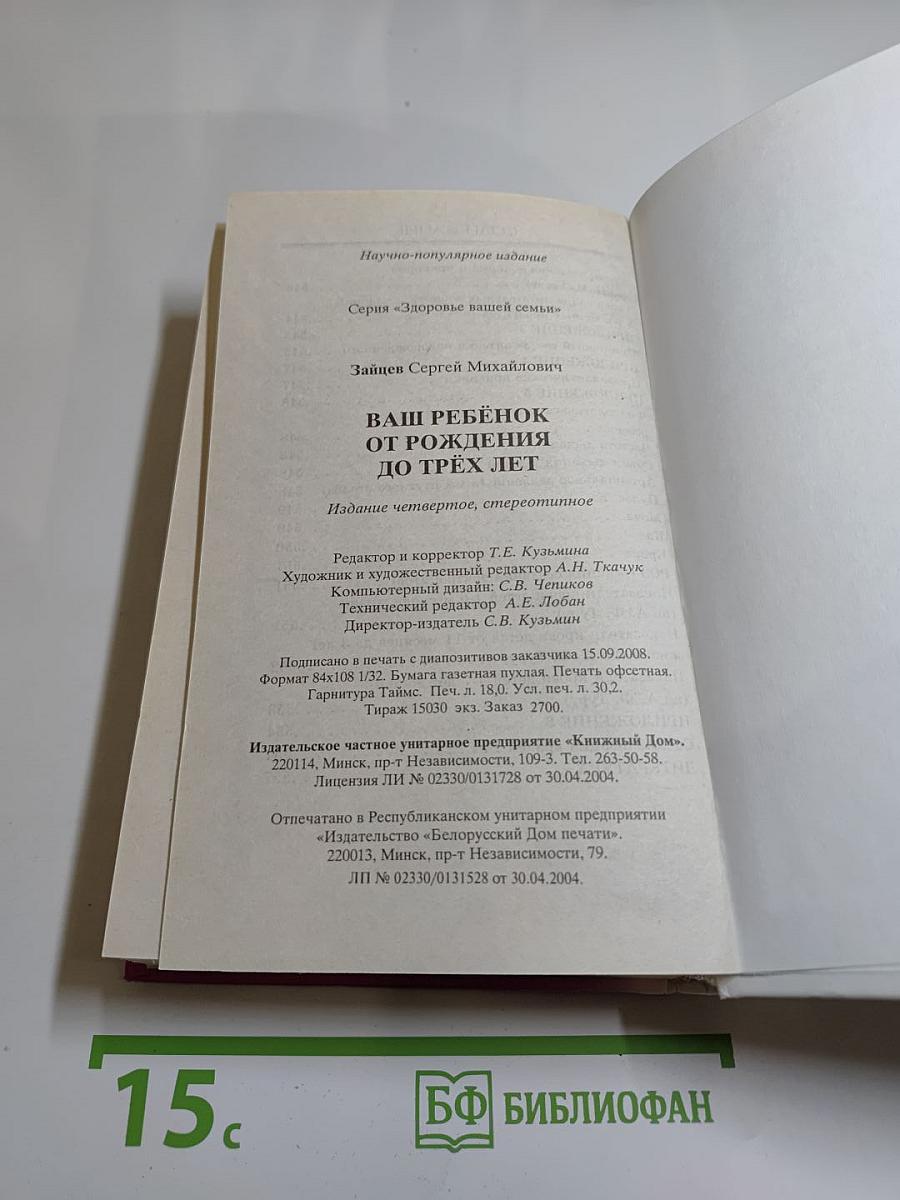 Научно-популярное издание
Серия «Здоровье вашей семьи»
Зайцев Сергей Михайлович
ВАШ РЕБЁНОК
ОТ РОЖДЕНИЯ
ДО ТРЁХ ЛЕТ
Издание четвертое, стереотипное
Редактор и корректор Т.Е. Кузьмина
Художник и художественный редактор А.Н. Ткачук
Компьютерный дизайн: С.В. Чепиков
Технический редактор А.Е. Лобан
Директор-издатель С.В. Кузьмин
Подписано в печать с диапозитивов заказчика 15.09.2008.
Формат 84х108 1/32. Бумага газетная пухлая. Печать офсетная.
Гарнитура Таймс. Печ. л. 18,0. Усл. печ. л. 30,2.
Тираж 15030 экз. Заказ 2700.
Издательское частное унитарное предприятие «Книжный Дом».
220114, Минск, пр-т Независимости, 109-3. Тел. 263-50-58.
Лицензия ЛИ № 02330/0131728 от 30.04.2004.
Отпечатано в Республиканском унитарном предприятии
«Издательство «Белорусский Дом печати».
220013, Минск, пр-т Независимости, 79.
ЛП № 02330/0131528 от 30.04.2004.
15 с
БФ БИБЛИОФАН